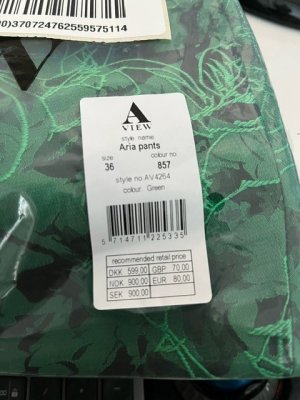 0)370724762559575114
A
VIEW
style name
Aria pants
size colour no.
36 857
style no AV4264
colour. Green
5 714711 225335
recommended retail price
DKK 599.00 GBP 70.00
NOK 900.00 EUR 80.00
SEK 900.00